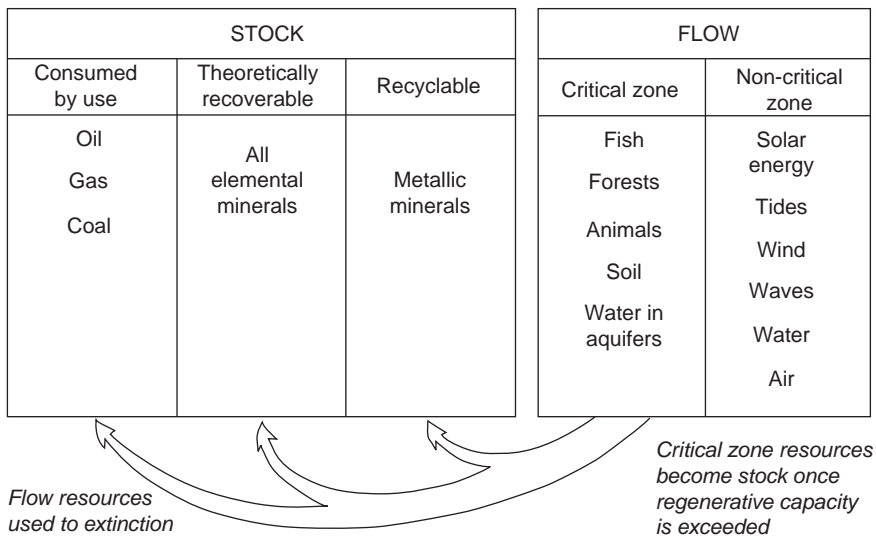 STOCK
Consumed
by use
Theoretically
recoverable
Recyclable
Oil
Gas
Coal
All
elemental
minerals
Metallic
minerals
FLOW
Critical zone
Non-critical
zone
Fish
Forests
Animals
Soil
Water in
aquifers
Solar
energy
Tides
Wind
Waves
Water
Air
Flow resources
used to extinction
Critical zone resources
become stock once
regenerative capacity
is exceeded